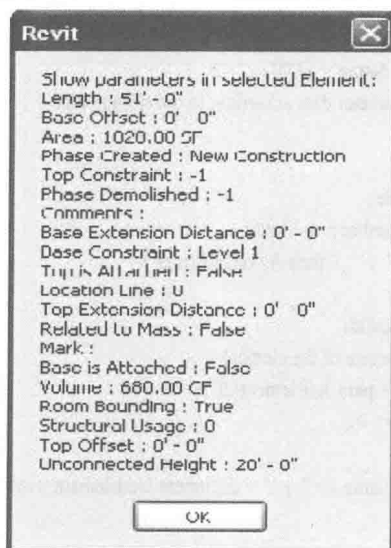 Revit
Show parameters in selected Element:
Length : 51' - 0"
Base Offset : 0' - 0"
Area : 1020.00 SF
Phase Created : New Construction
Top Constraint : -1
Phase Demolished : -1
Comments :
Base Extension Distance : 0' - 0"
Base Constraint : Level 1
Top is Attached : False
Location Line : 0
Top Extension Distance : 0' - 0"
Related to Mass : False
Mark :
Base is Attached : False
Volume : 680.00 CF
Room Bounding : True
Structural Usage : 0
Top Offset : 0' - 0"
Unconnected Height : 20' - 0"
OK